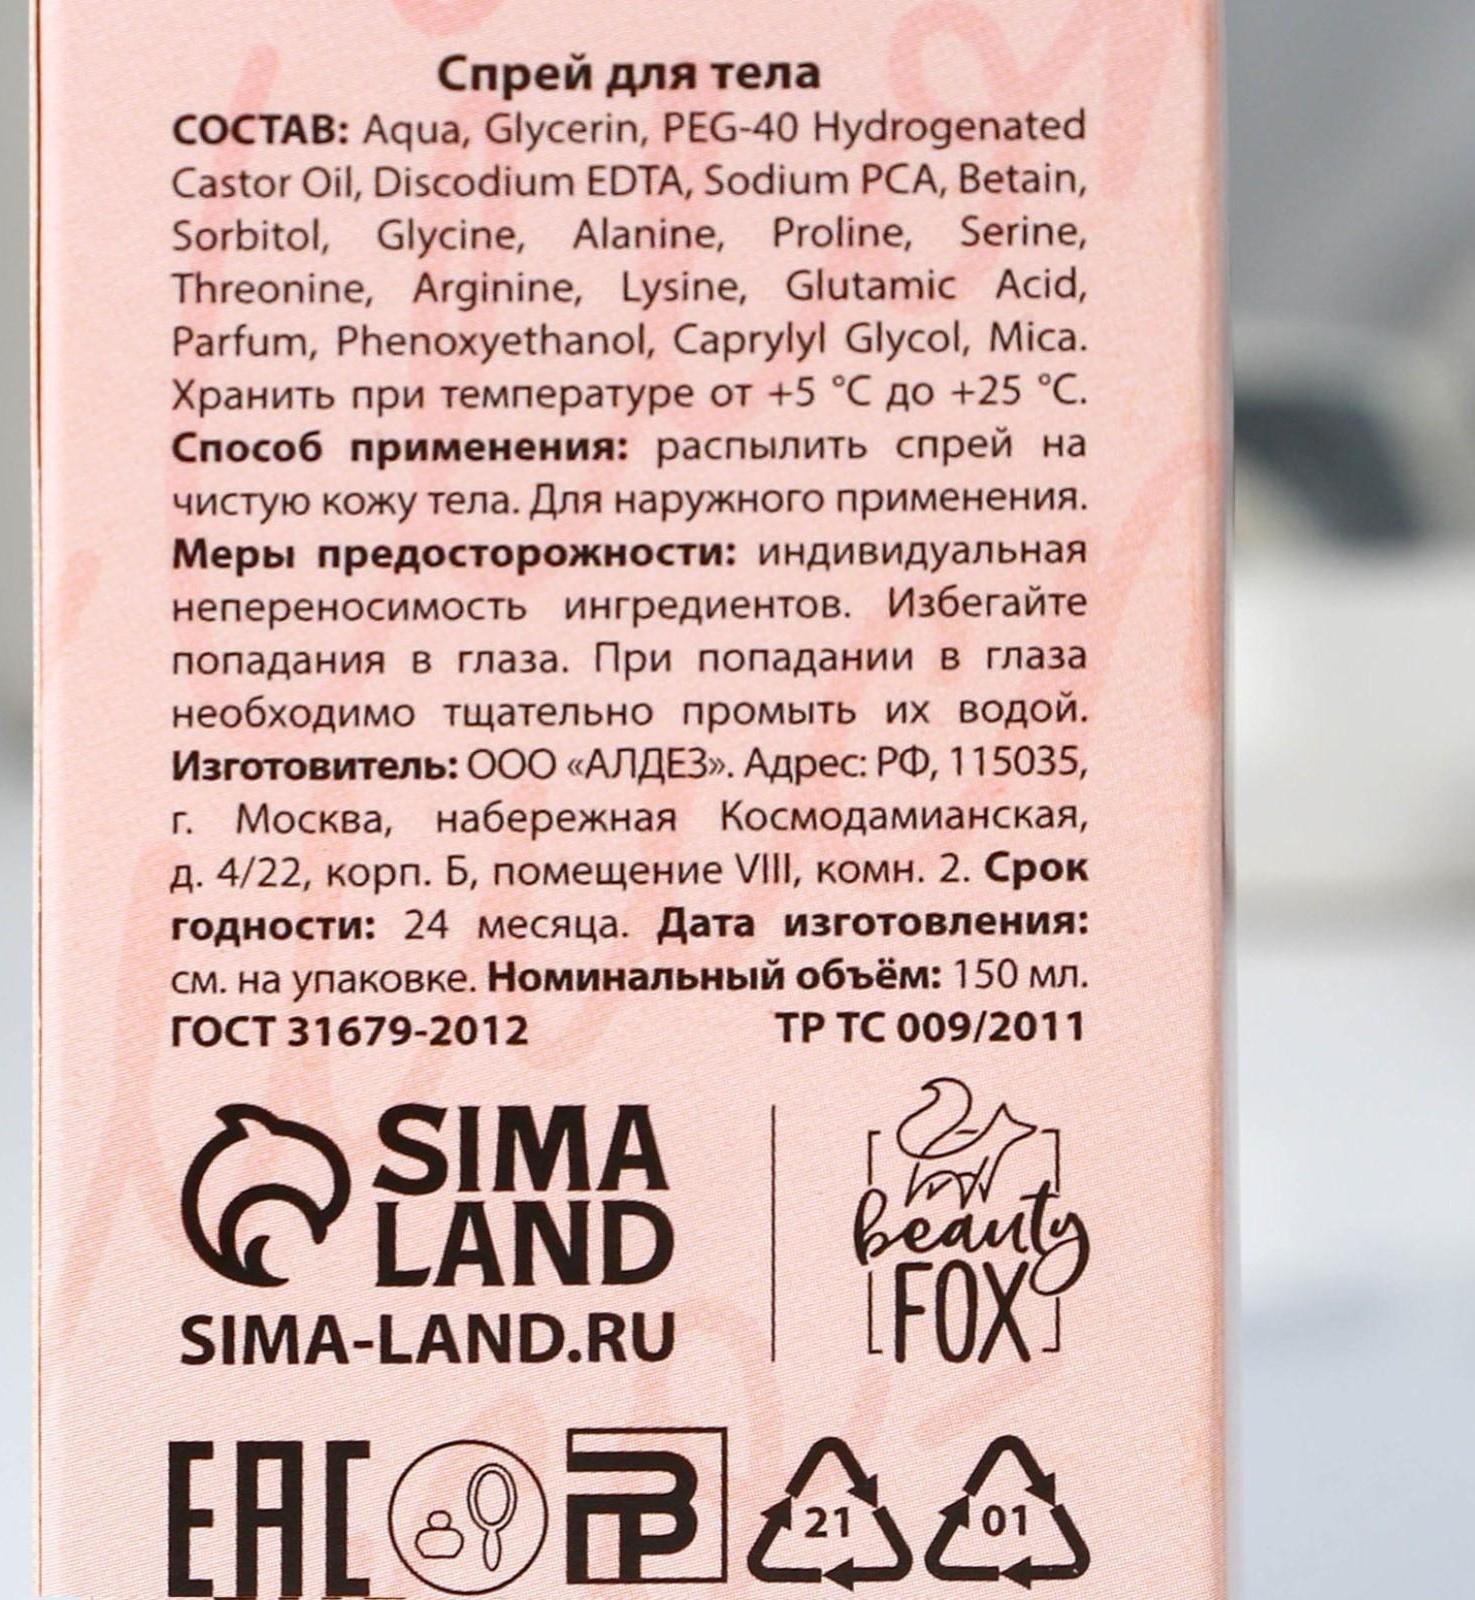 Спрей для тела
СОСТАВ: Aqua, Glycerin, PEG-40 Hydrogenated
Castor Oil, Discodium EDTA, Sodium PCA, Betain,
Sorbitol, Glycine, Alanine, Proline, Serine,
Threonine, Arginine, Lysine, Glutamic Acid,
Parfum, Phenoxyethanol, Caprylyl Glycol, Mica.
Хранить при температуре от +5 °C до +25 °C.
Способ применения: распылить спрей на
чистую кожу тела. Для наружного применения.
Меры предосторожности: индивидуальная
непереносимость ингредиентов. Избегайте
попадания в глаза. При попадании в глаза
необходимо тщательно промыть их водой.
Изготовитель: ООО «АЛДЕЗ». Адрес: РФ, 115035,
г. Москва, набережная Космодамианская,
д. 4/22, корп. Б, помещение VIII, комн. 2. Срок
годности: 24 месяца. Дата изготовления:
см. на упаковке. Номинальный объём: 150 мл.
ГОСТ 31679-2012 ТР ТС 009/2011
SIMA
LAND
SIMA-LAND.RU
beauty
FOX
EAC
21
01